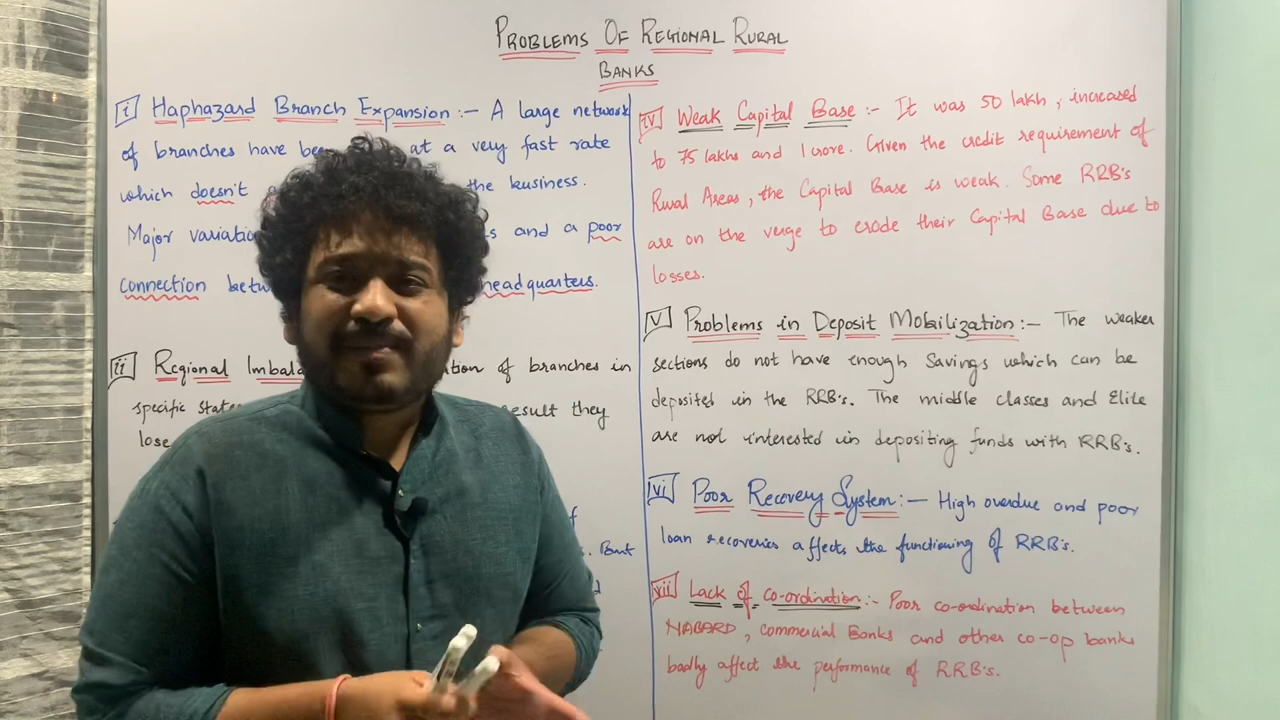 PROBLEMS OF REGIONAL RURAL
BANKS
i Haphazard Branch Expansion :- A large network
of branches have at a very fast rate
which doesn't the business.
Major and a poor
connection headquarters.
ii Regional of branches in
specific they
lose
Bank
iv Weak Capital Base :- It was 50 lakh, increased
to 75 lakhs and 1 crore. Given the credit requirement of
Rural Areas, the Capital Base is weak. Some RRB's
are on the verge to erode their Capital Base due to
losses.
v Problems in Deposit Mobilization :- The weaker
sections do not have enough Savings which can be
deposited in the RRB's. The middle classes and Elite
are not interested in depositing funds with RRB's.
vi Poor Recovery System :- High overdue and poor
loan recoveries affects the functioning of RRB's.
vii Lack of co-ordination :- Poor co-ordination between
NABARD, commercial Banks and other co-op banks
badly affect the performance of RRB's.